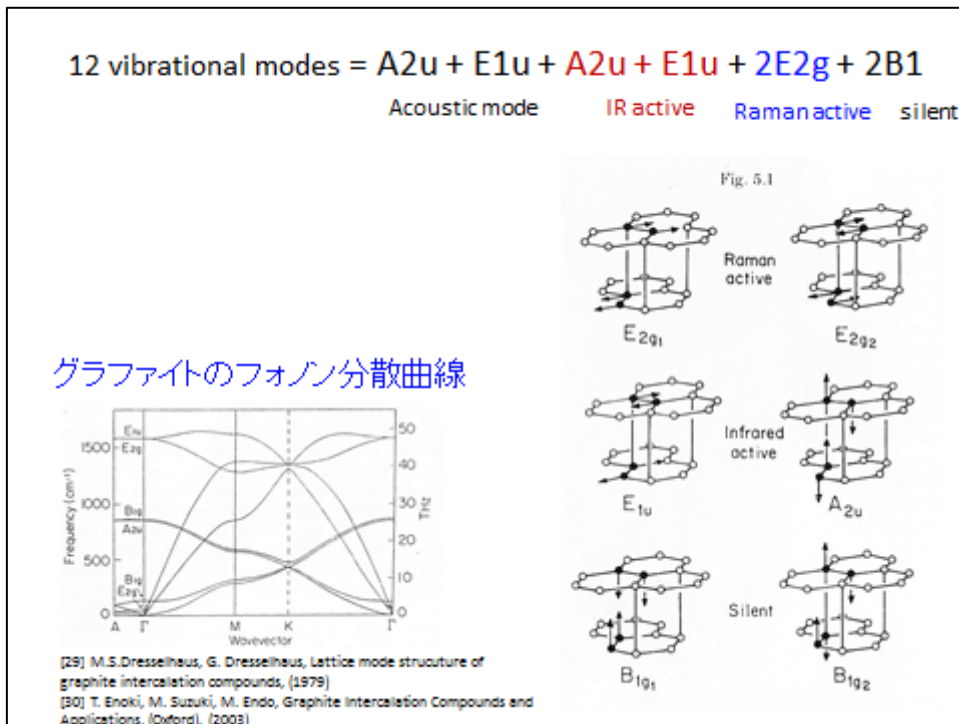 12 vibrational modes = A2u + E1u + A2u + E1u + 2E2g + 2B1
Acoustic mode IR active Raman active silent
Fig. 5.1
Raman
active
E2g1 E2g2
グラファイトのフォノン分散曲線
E1u
E2g
B1g
A2u
B1g
E2g
1500
1000
500
0
Frequency (cm-1)
50
40
30
20
10
0
THz
A Γ M K Γ
Wavevector
Infrared
active
E1u A2u
Silent
B1g1 B1g2
[29] M.S.Dresselhaus, G. Dresselhaus, Lattice mode strucuture of
graphite intercalation compounds, (1979)
[30] T. Enoki, M. Suzuki, M. Endo, Graphite Intercalation Compounds and
Applications, (Oxford), (2003)